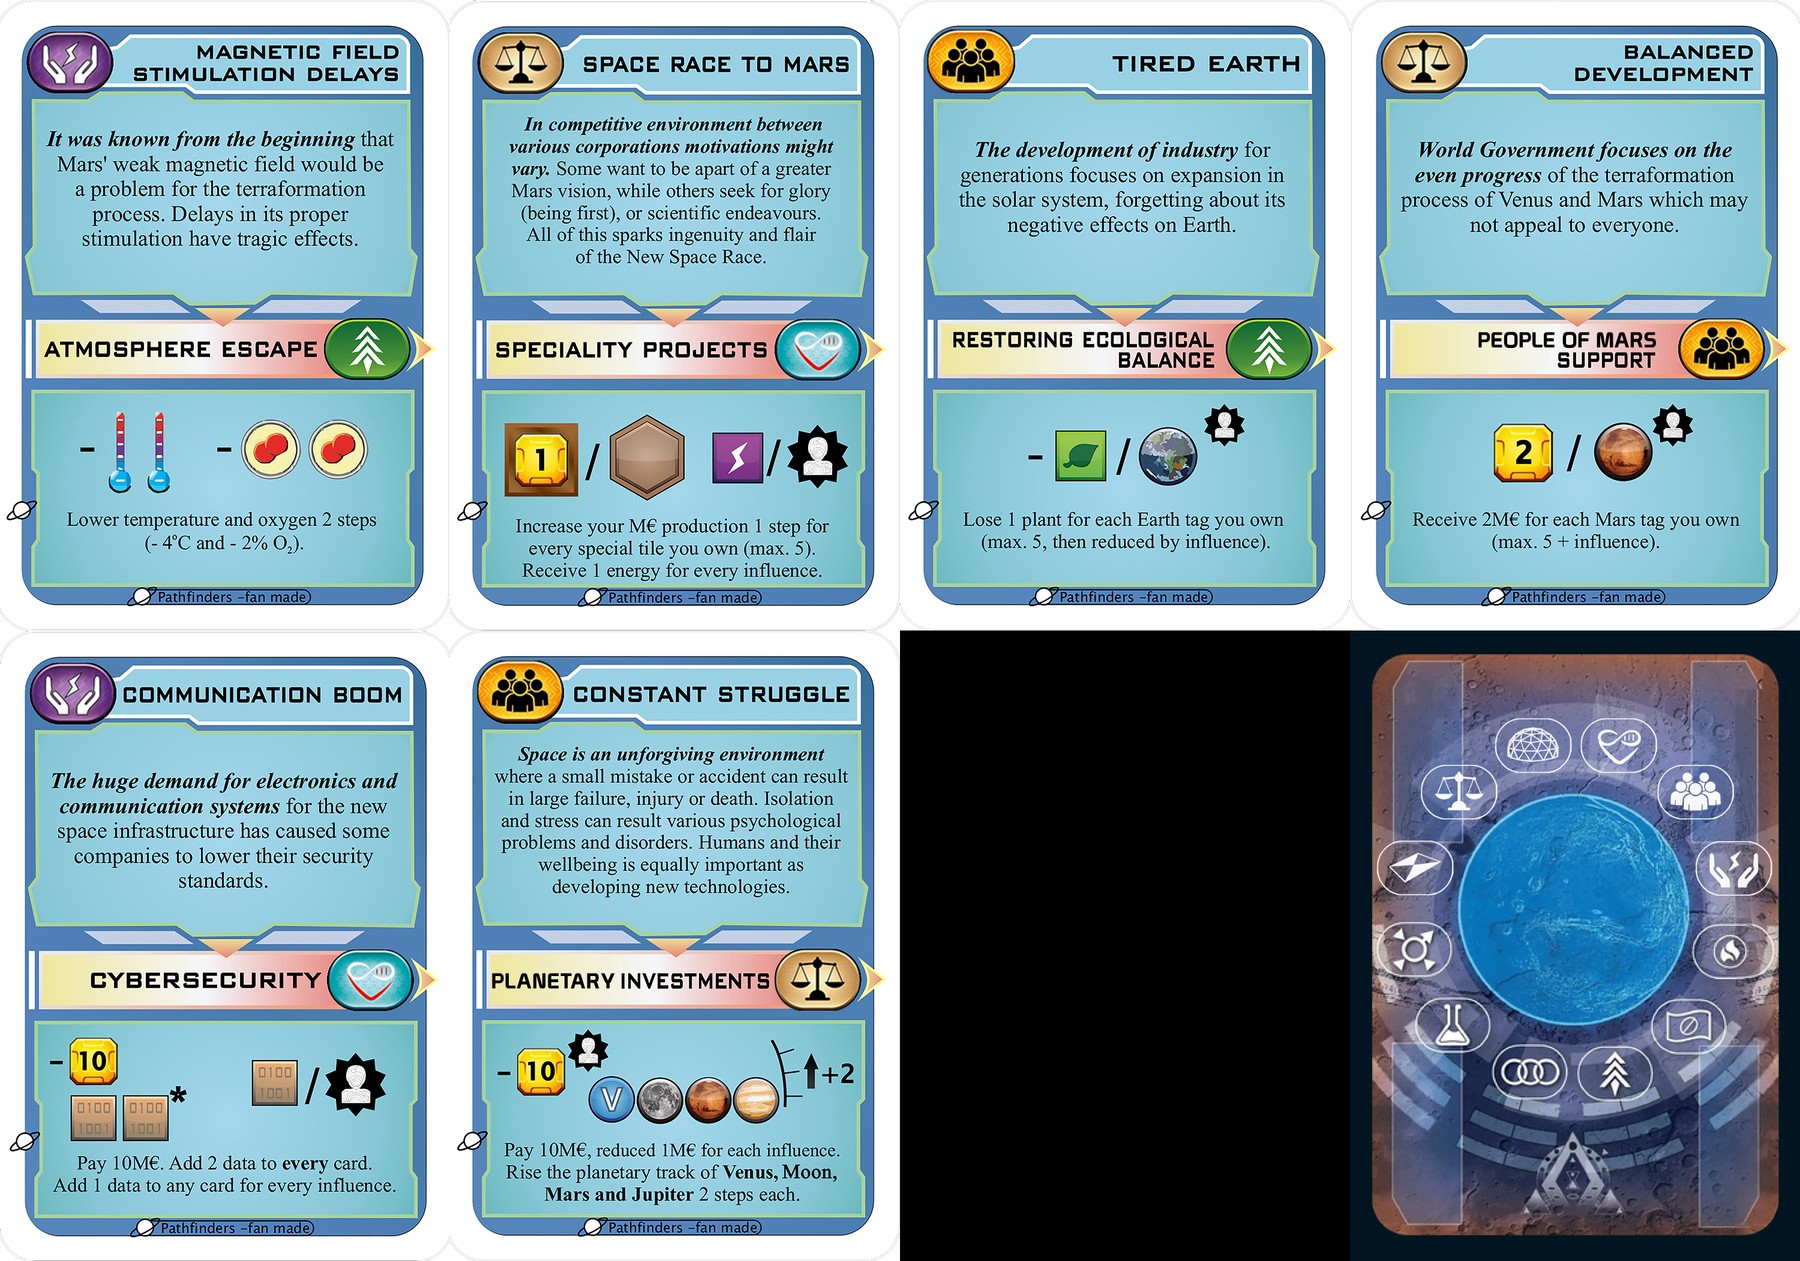 MAGNETIC FIELD
STIMULATION DELAYS
It was known from the beginning that
Mars' weak magnetic field would be
a problem for the terraformation
process. Delays in its proper
stimulation have tragic effects.
ATMOSPHERE ESCAPE
-
-
Lower temperature and oxygen 2 steps
(- 4°C and - 2% O₂).
Pathfinders -fan made
SPACE RACE TO MARS
In competitive environment between
various corporations motivations might
vary. Some want to be apart of a greater
Mars vision, while others seek for glory
(being first), or scientific endeavours.
All of this sparks ingenuity and flair
of the New Space Race.
SPECIALITY PROJECTS
1 / /
Increase your M€ production 1 step for
every special tile you own (max. 5).
Receive 1 energy for every influence.
Pathfinders -fan made
TIRED EARTH
The development of industry for
generations focuses on expansion in
the solar system, forgetting about its
negative effects on Earth.
RESTORING ECOLOGICAL
BALANCE
- /
Lose 1 plant for each Earth tag you own
(max. 5, then reduced by influence).
Pathfinders -fan made
BALANCED
DEVELOPMENT
World Government focuses on the
even progress of the terraformation
process of Venus and Mars which may
not appeal to everyone.
PEOPLE OF MARS
SUPPORT
2 /
Receive 2M€ for each Mars tag you own
(max. 5 + influence).
Pathfinders -fan made
COMMUNICATION BOOM
The huge demand for electronics and
communication systems for the new
space infrastructure has caused some
companies to lower their security
standards.
CYBERSECURITY
- 10
0100 0100 * 0100 /
1001 1001 1001
Pay 10M€. Add 2 data to every card.
Add 1 data to any card for every influence.
Pathfinders -fan made
CONSTANT STRUGGLE
Space is an unforgiving environment
where a small mistake or accident can result
in large failure, injury or death. Isolation
and stress can result various psychological
problems and disorders. Humans and their
wellbeing is equally important as
developing new technologies.
PLANETARY INVESTMENTS
- 10
V +2
Pay 10M€, reduced 1M€ for each influence.
Rise the planetary track of Venus, Moon,
Mars and Jupiter 2 steps each.
Pathfinders -fan made